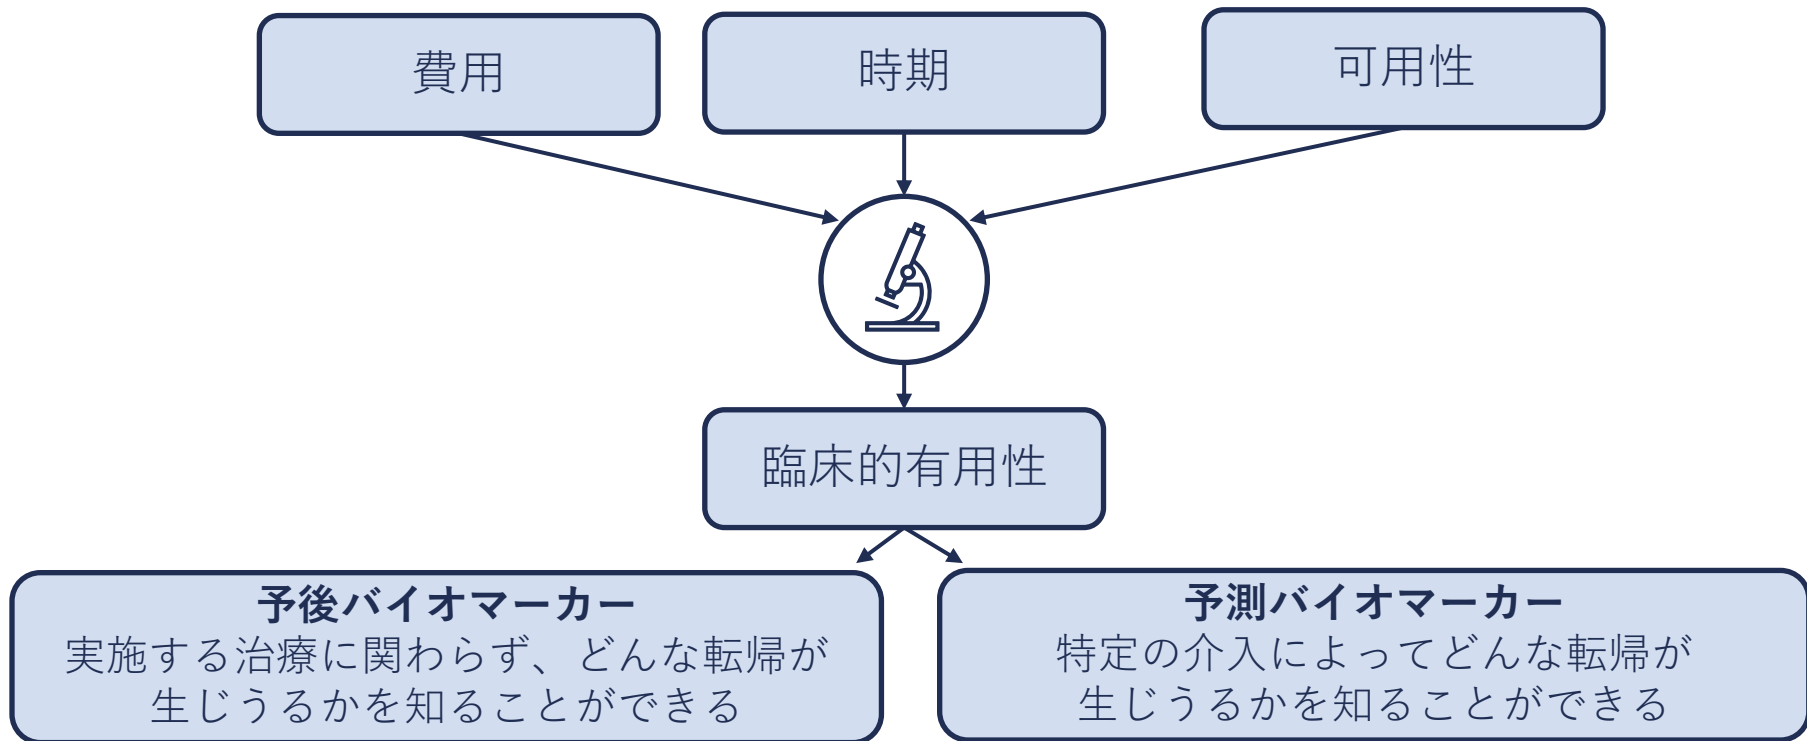 費用
時期
可用性
臨床的有用性
予後バイオマーカー
実施する治療に関わらず、どんな転帰が
生じうるかを知ることができる
予測バイオマーカー
特定の介入によってどんな転帰が
生じうるかを知ることができる